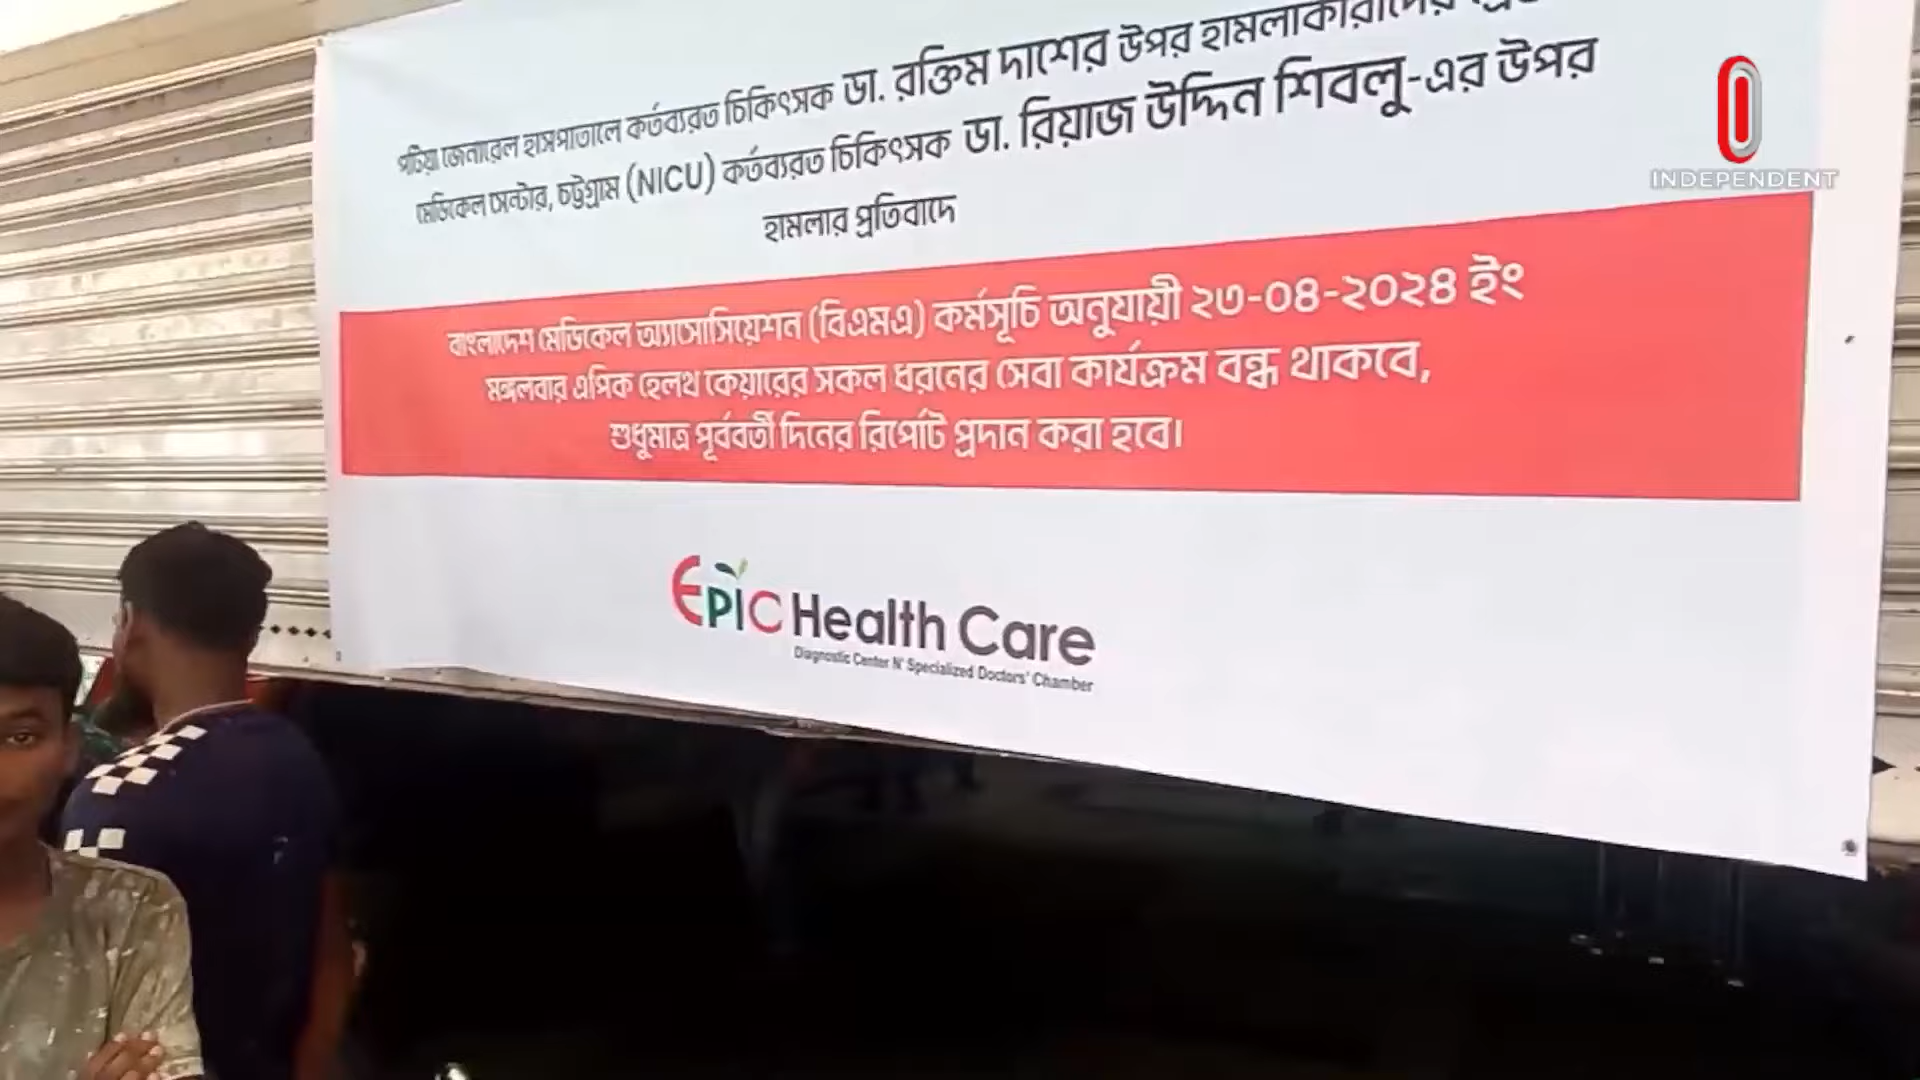 পটিয়া জেনারেল হাসপাতালে কর্তব্যরত চিকিৎসক ডা. রক্তিম দাশের উপর হামলাকারীদের
মেডিকেল সেন্টার, চট্টগ্রাম (NICU) কর্তব্যরত চিকিৎসক ডা. রিয়াজ উদ্দিন শিবলু-এর উপর
হামলার প্রতিবাদে
বাংলাদেশ মেডিকেল অ্যাসোসিয়েশন (বিএমএ) কর্মসূচি অনুযায়ী ২৩-০৪-২০২৪ ইং
মঙ্গলবার এপিক হেলথ কেয়ারের সকল ধরনের সেবা কার্যক্রম বন্ধ থাকবে,
শুধুমাত্র পূর্ববর্তী দিনের রিপোর্ট প্রদান করা হবে।
EPIC Health Care
Diagnostic Center N' Specialized Doctors' Chamber
INDEPENDENT